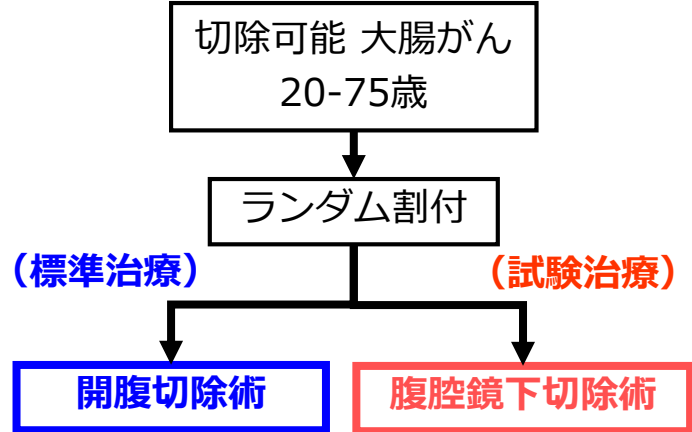 切除可能 大腸がん
20-75歳
ランダム割付
（標準治療）
（試験治療）
開腹切除術
腹腔鏡下切除術